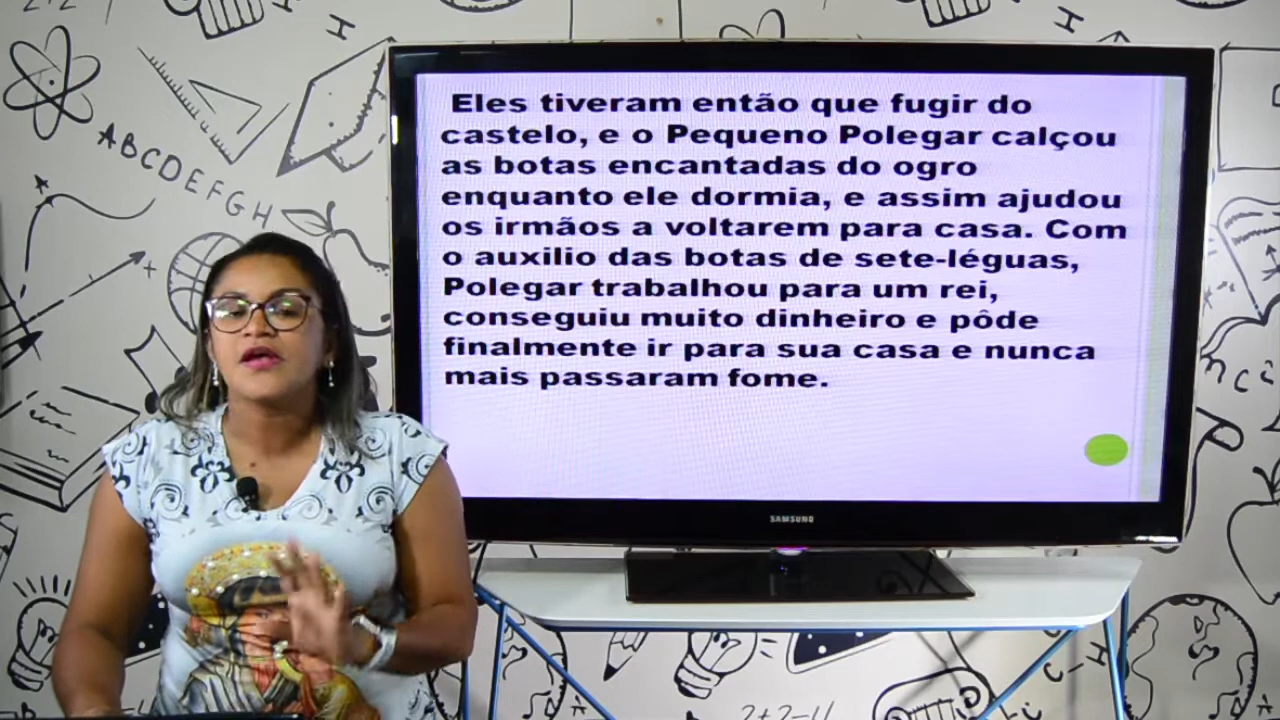 Eles tiveram então que fugir do
castelo, e o Pequeno Polegar calçou
as botas encantadas do ogro
enquanto ele dormia, e assim ajudou
os irmãos a voltarem para casa. Com
o auxilio das botas de sete-léguas,
Polegar trabalhou para um rei,
conseguiu muito dinheiro e pôde
finalmente ir para sua casa e nunca
mais passaram fome.
SAMSUNG
ABCDEFGH
H
H
C-H